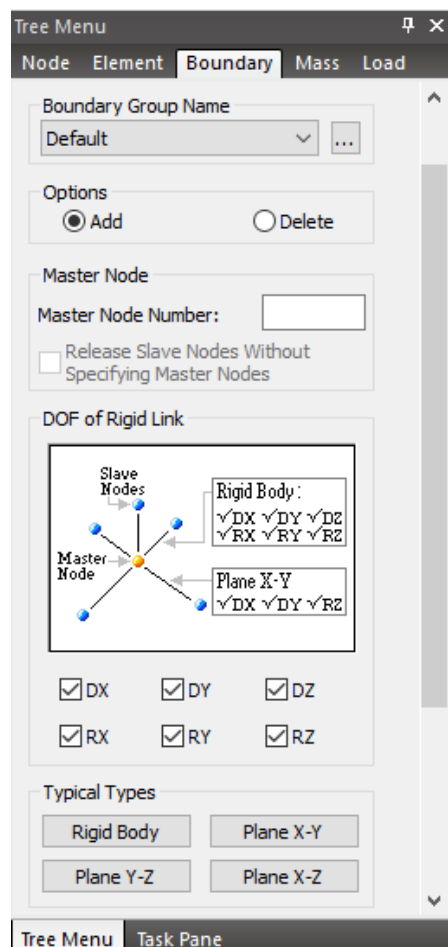 Tree Menu
Node Element Boundary Mass Load
Boundary Group Name
Default
...
Options
Add Delete
Master Node
Master Node Number:
Release Slave Nodes Without
Specifying Master Nodes
DOF of Rigid Link
Slave
Nodes
Rigid Body:
√DX √DY √DZ
√RX √RY √RZ
Master
Node
Plane X-Y
√DX √DY √RZ
DX DY DZ
RX RY RZ
Typical Types
Rigid Body Plane X-Y
Plane Y-Z Plane X-Z
Tree Menu Task Pane